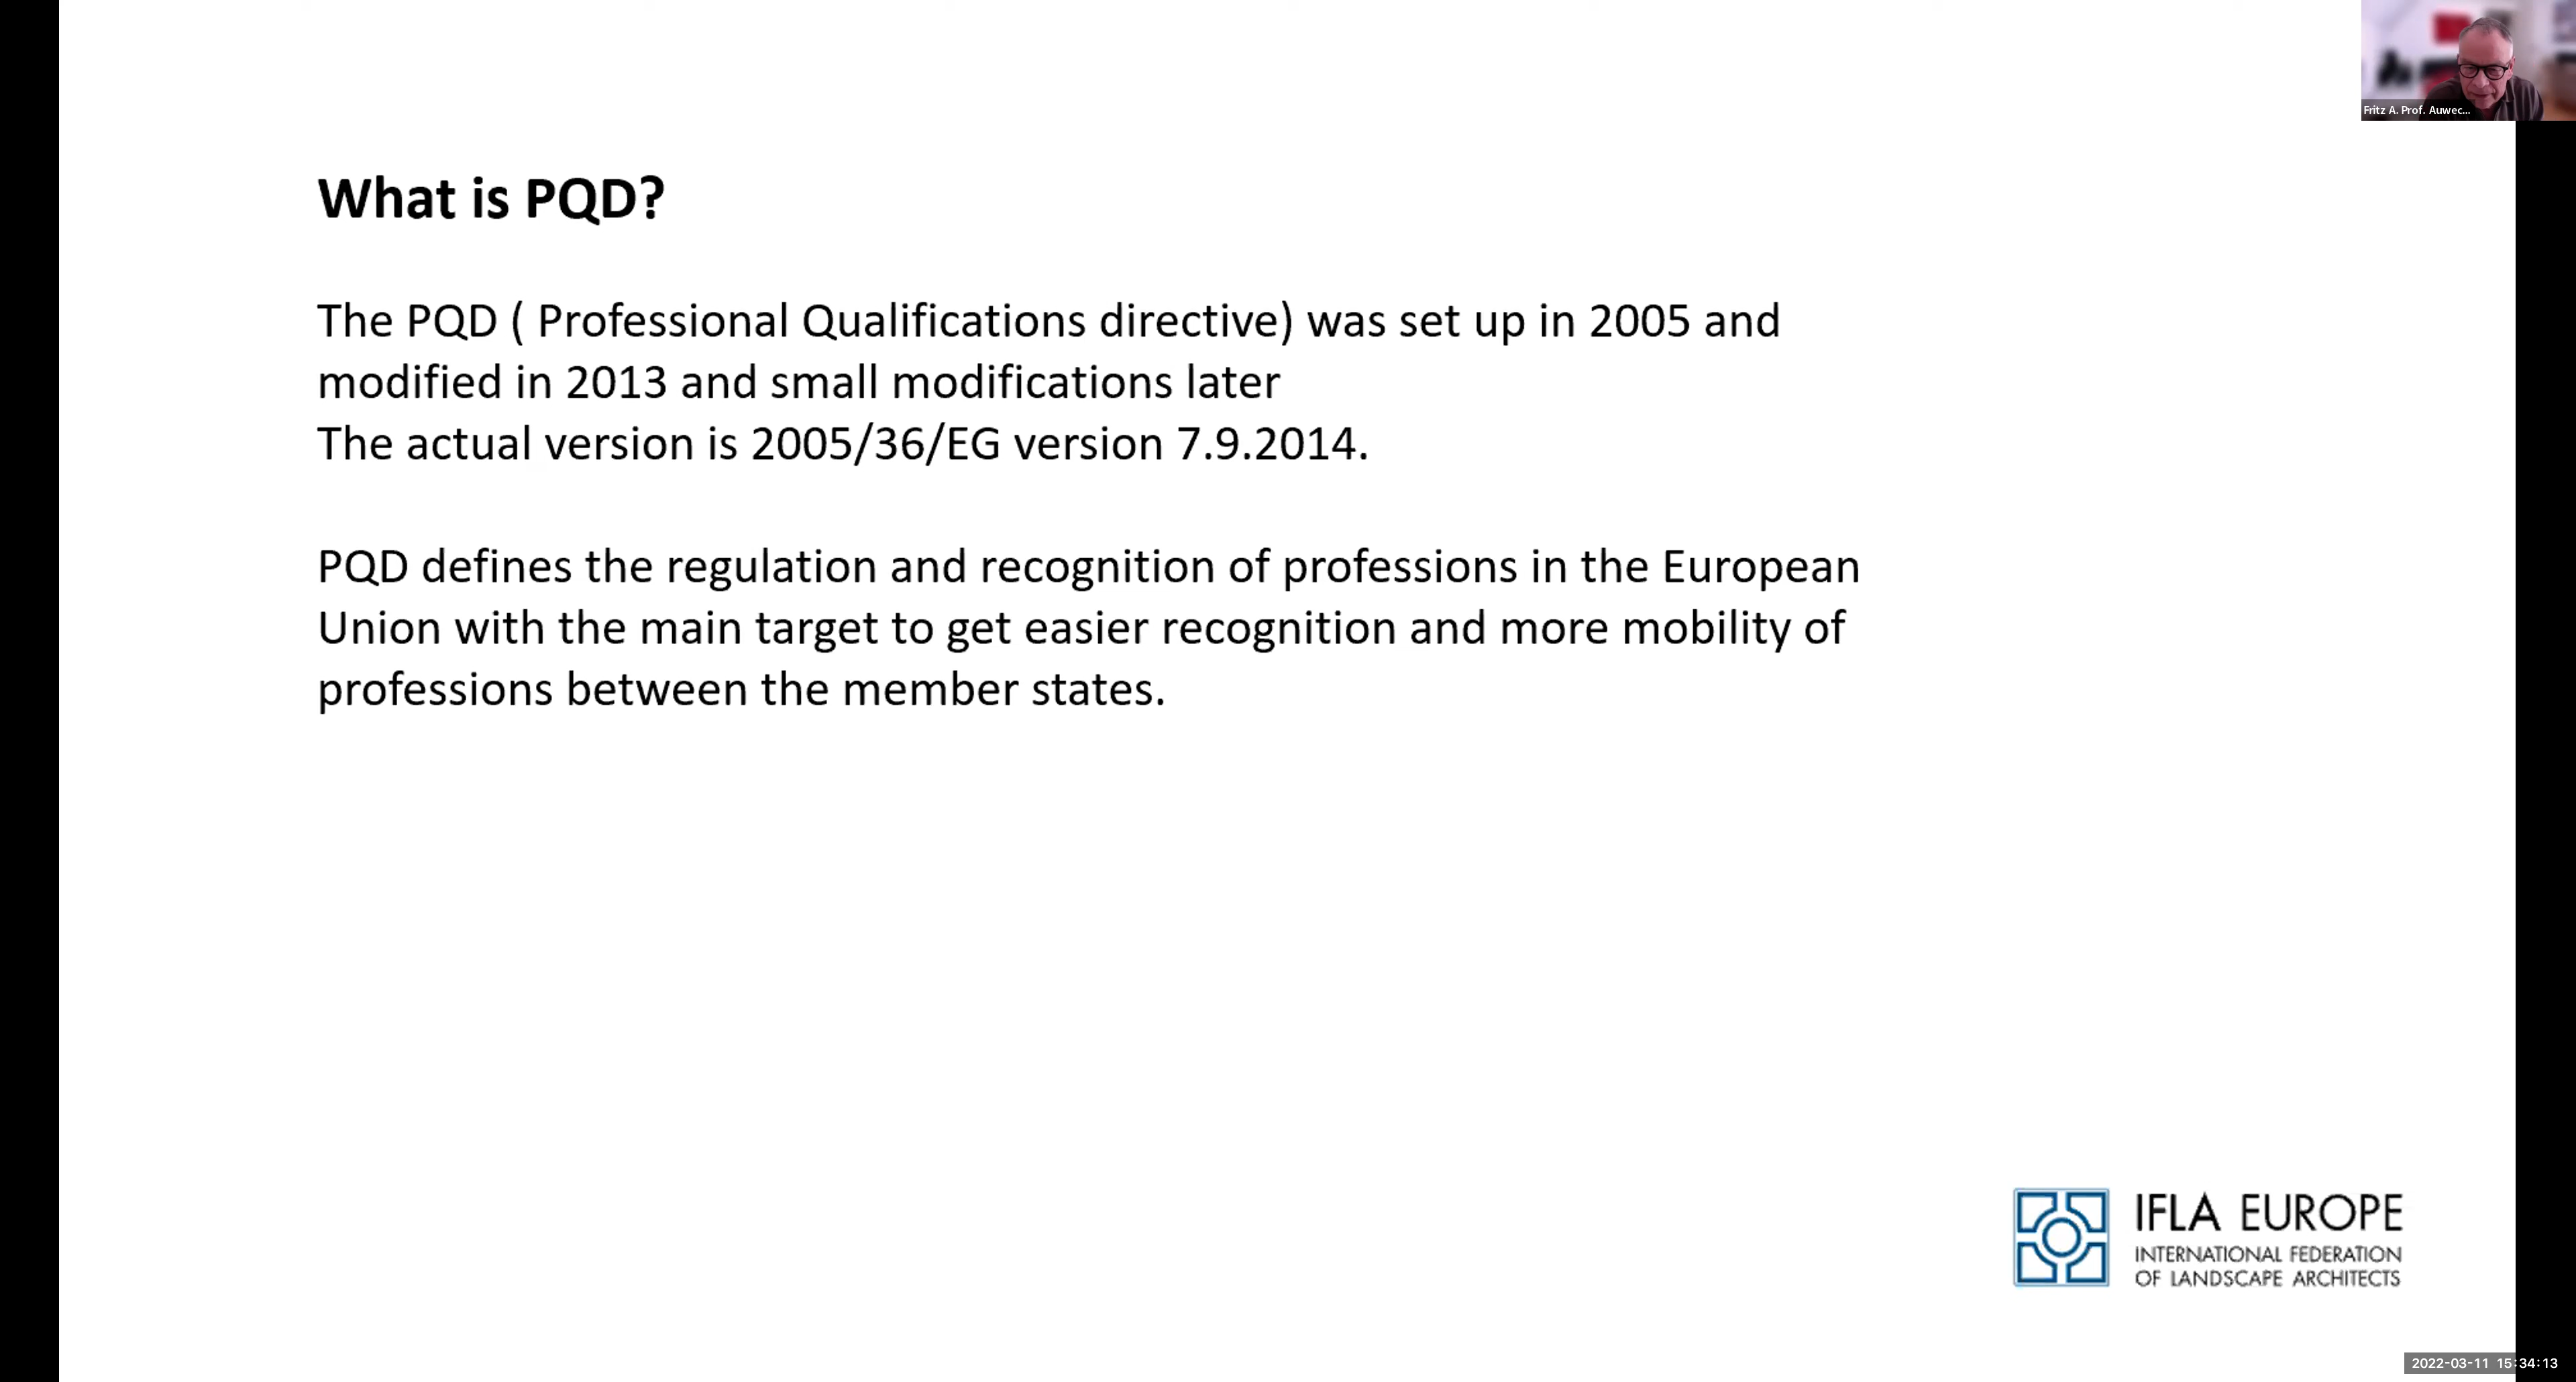 Fritz A. Prof. Auwec...
What is PQD?
The PQD ( Professional Qualifications directive) was set up in 2005 and
modified in 2013 and small modifications later
The actual version is 2005/36/EG version 7.9.2014.
PQD defines the regulation and recognition of professions in the European
Union with the main target to get easier recognition and more mobility of
professions between the member states.
IFLA EUROPE
INTERNATIONAL FEDERATION
OF LANDSCAPE ARCHITECTS
2022-03-11 15:34:13